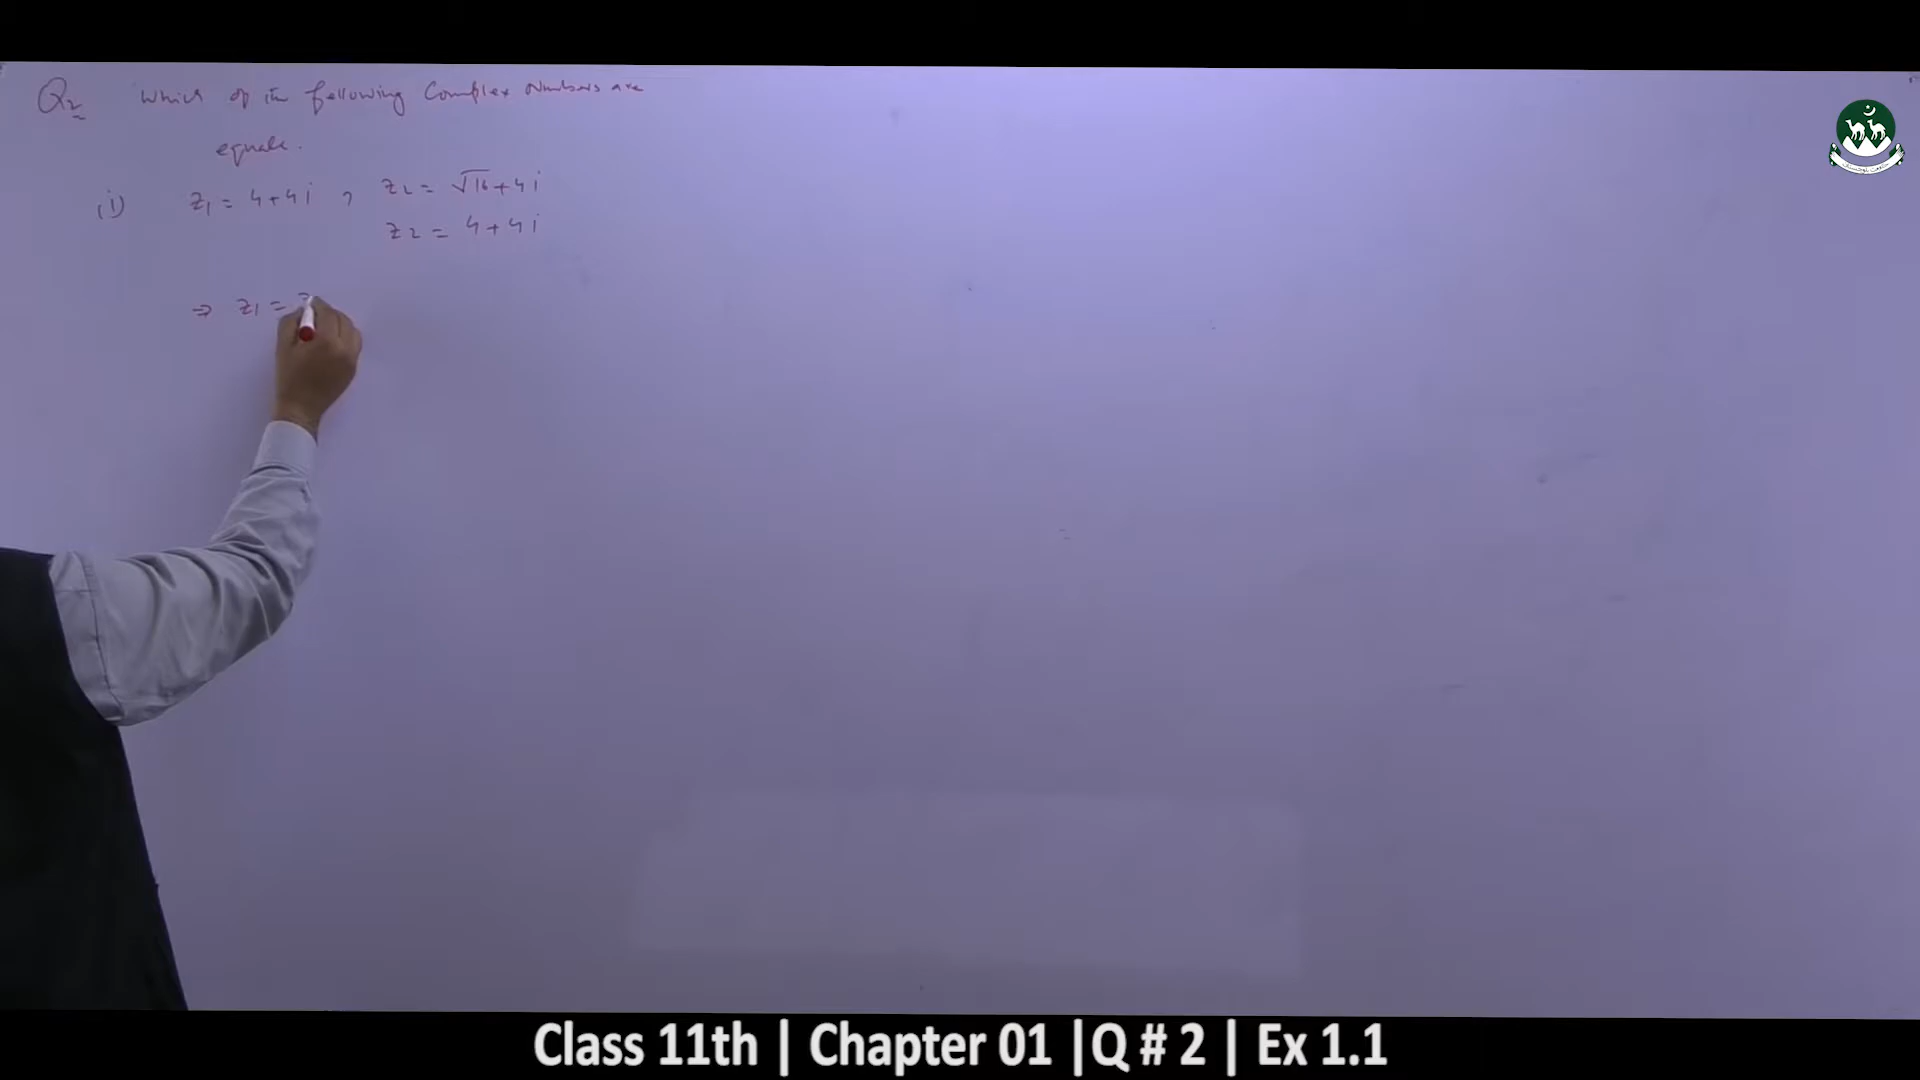 Q2 Which of the following Complex Numbers are
equale.
(i) z1 = 4+4i , z2 = √16+4i
z2 = 4+4i
⇒ z1 = z
Class 11th | Chapter 01 |Q # 2 | Ex 1.1